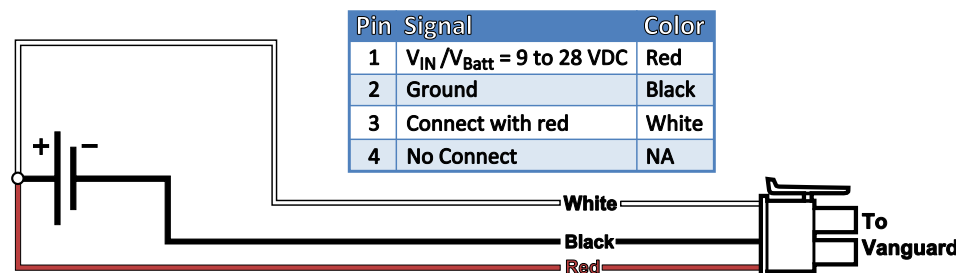 Pin Signal Color
1 VIN /VBatt = 9 to 28 VDC Red
2 Ground Black
3 Connect with red White
4 No Connect NA
+ −
White
To
Black
Vanguard
Red